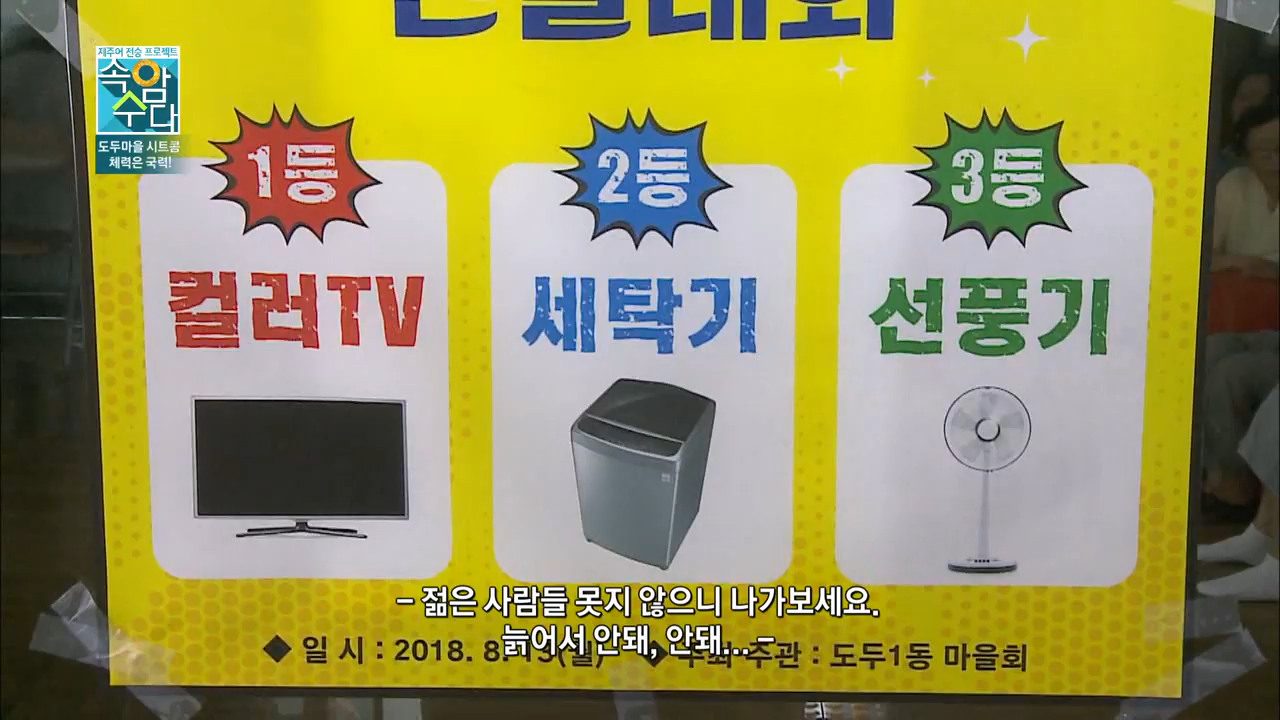 제주어 전승 프로젝트
속암수다
도두마을 시트콤
체력은 국력!
1등
2등
3등
컬러TV
세탁기
선풍기
- 젊은 사람들 못지 않으니 나가보세요.
늙어서 안돼, 안돼... -
◆ 일 시 : 2018. 8.
주관 : 도두1동 마을회